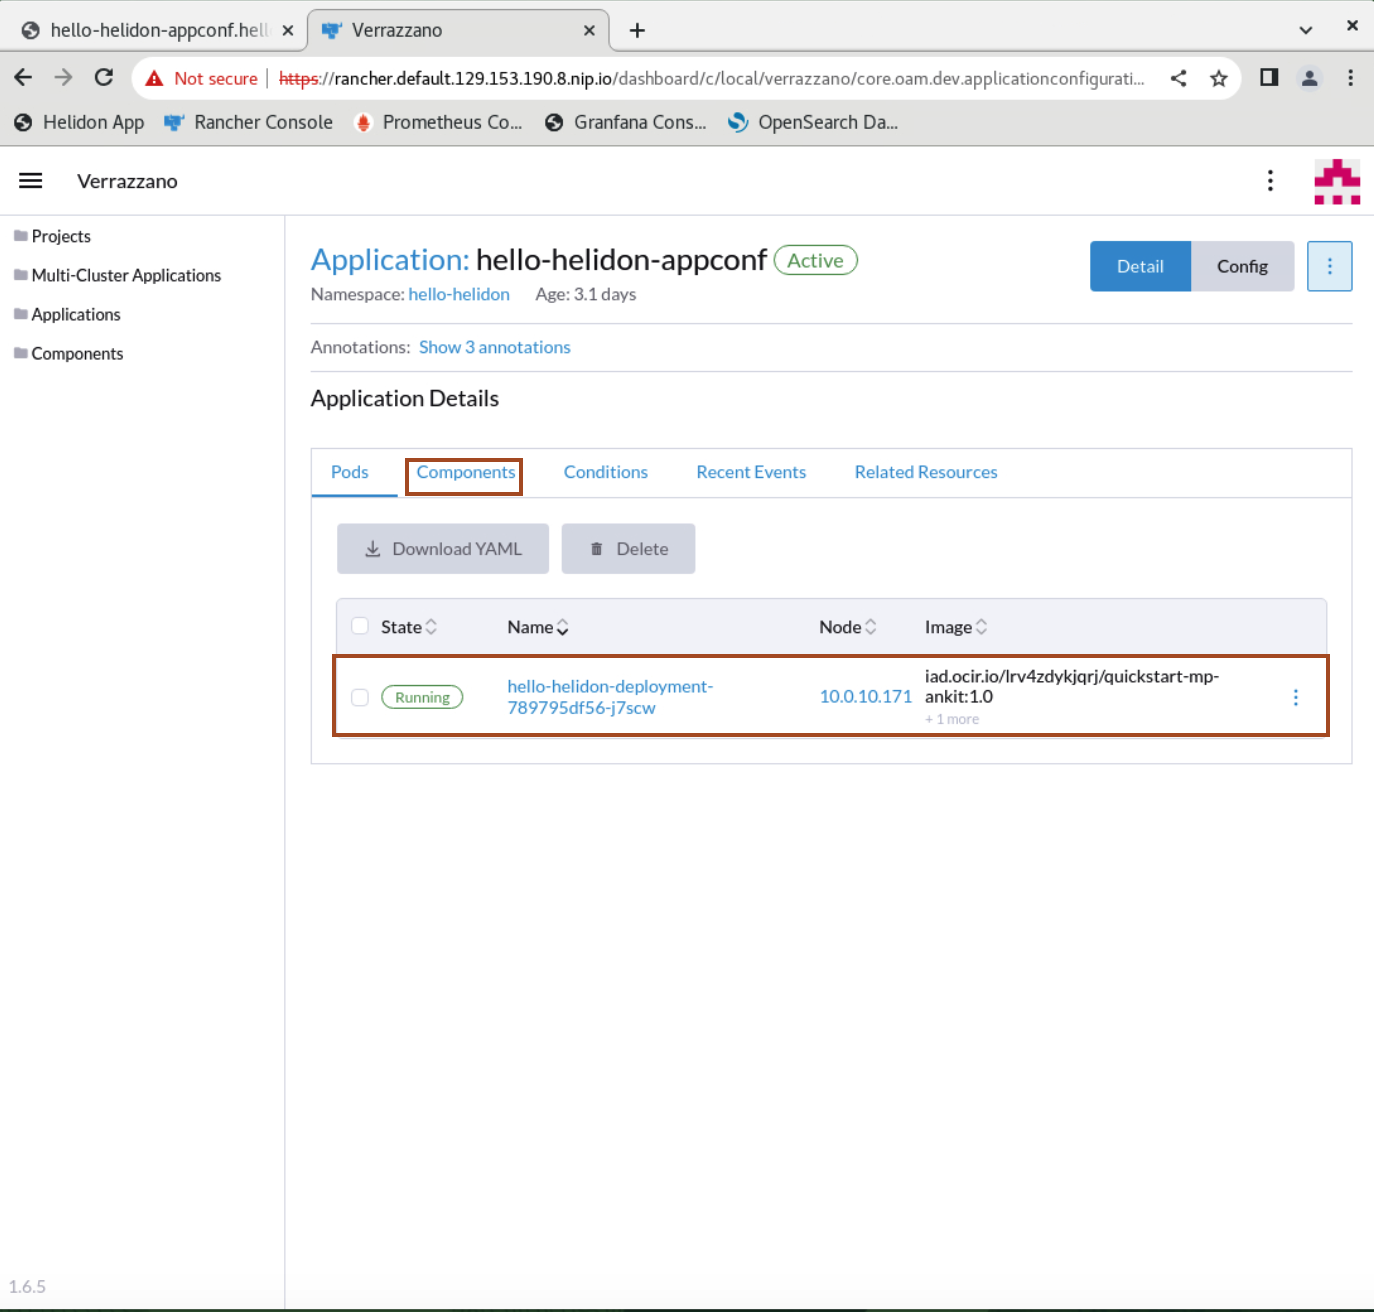 hello-helidon-appconf.hell
Verrazzano
Not secure
https://rancher.default.129.153.190.8.nip.io/dashboard/c/local/verrazzano/core.oam.dev.applicationconfigurati...
Helidon App
Rancher Console
Prometheus Co...
Granfana Cons...
OpenSearch Da...
Verrazzano
Projects
Multi-Cluster Applications
Applications
Components
Application: hello-helidon-appconf Active
Detail
Config
Namespace: hello-helidon Age: 3.1 days
Annotations: Show 3 annotations
Application Details
Pods
Components
Conditions
Recent Events
Related Resources
Download YAML
Delete
State
Name
Node
Image
Running
hello-helidon-deployment-
789795df56-j7scw
10.0.10.171
iad.ocir.io/lrv4zdykjqrj/quickstart-mp-
ankit:1.0
+ 1 more
1.6.5